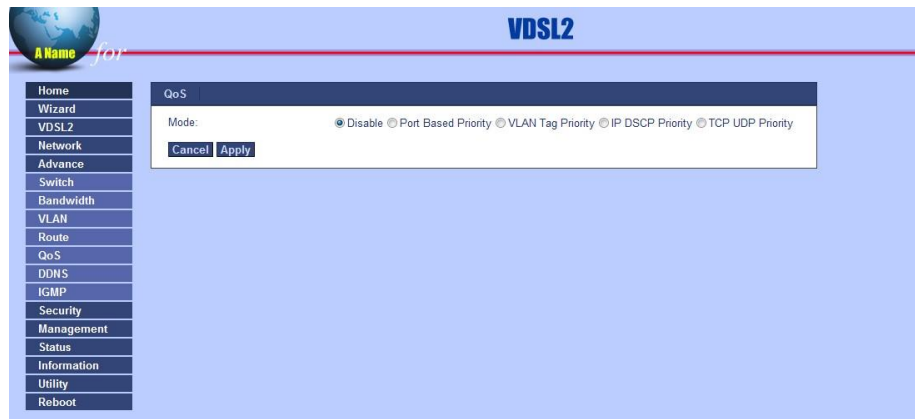 VDSL2
A Name for
Home
Wizard
VDSL2
Network
Advance
Switch
Bandwidth
VLAN
Route
QoS
DDNS
IGMP
Security
Management
Status
Information
Utility
Reboot
QoS
Mode: Disable Port Based Priority VLAN Tag Priority IP DSCP Priority TCP UDP Priority
Cancel Apply